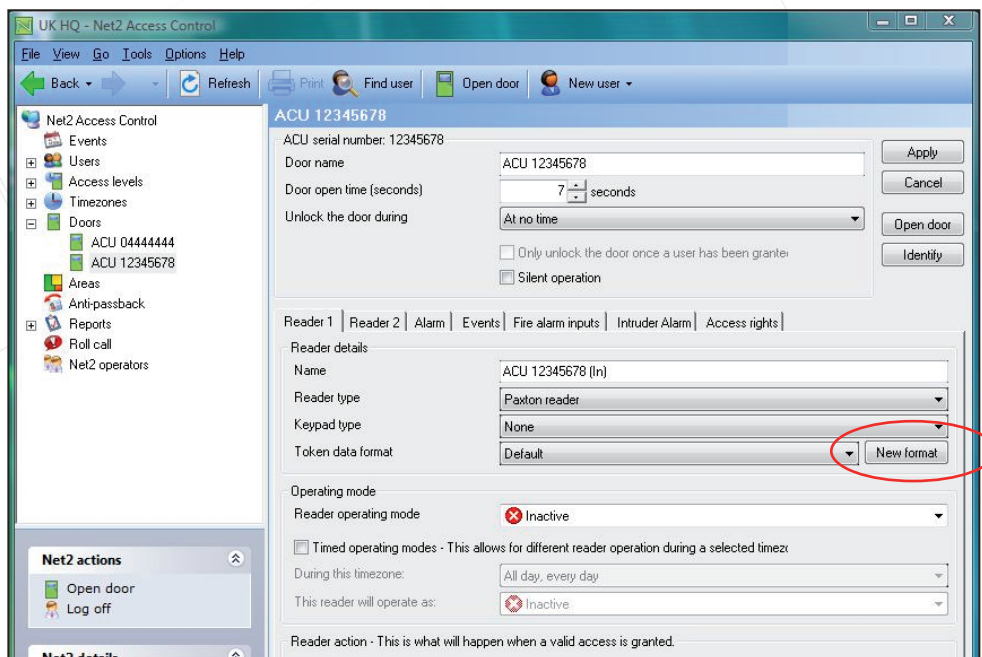 UK HQ - Net2 Access Control
File View Go Tools Options Help
Back Refresh Print Find user Open door New user
Net2 Access Control
Events
Users
Access levels
Timezones
Doors
ACU 04444444
ACU 12345678
Areas
Anti-passback
Reports
Roll call
Net2 operators
Net2 actions
Open door
Log off
Net2 details
ACU 12345678
ACU serial number: 12345678
Door name ACU 12345678
Door open time (seconds) 7 seconds
Unlock the door during At no time
Only unlock the door once a user has been grante
Silent operation
Apply
Cancel
Open door
Identify
Reader 1 Reader 2 Alarm Events Fire alarm inputs Intruder Alarm Access rights
Reader details
Name ACU 12345678 (In)
Reader type Paxton reader
Keypad type None
Token data format Default New format
Operating mode
Reader operating mode Inactive
Timed operating modes - This allows for different reader operation during a selected timez
During this timezone: All day, every day
This reader will operate as: Inactive
Reader action - This is what will happen when a valid access is granted.